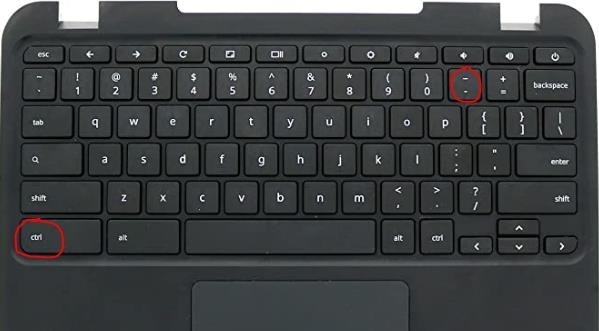 esc
~ ! @ # $ % ^ & * ( ) _ +
` 1 2 3 4 5 6 7 8 9 0 - = backspace
tab q w e r t y u i o p { } |
[ ] \
a s d f g h j k l : " enter
; '
shift z x c v b n m < > ? shift
, . /
ctrl alt alt ctrl